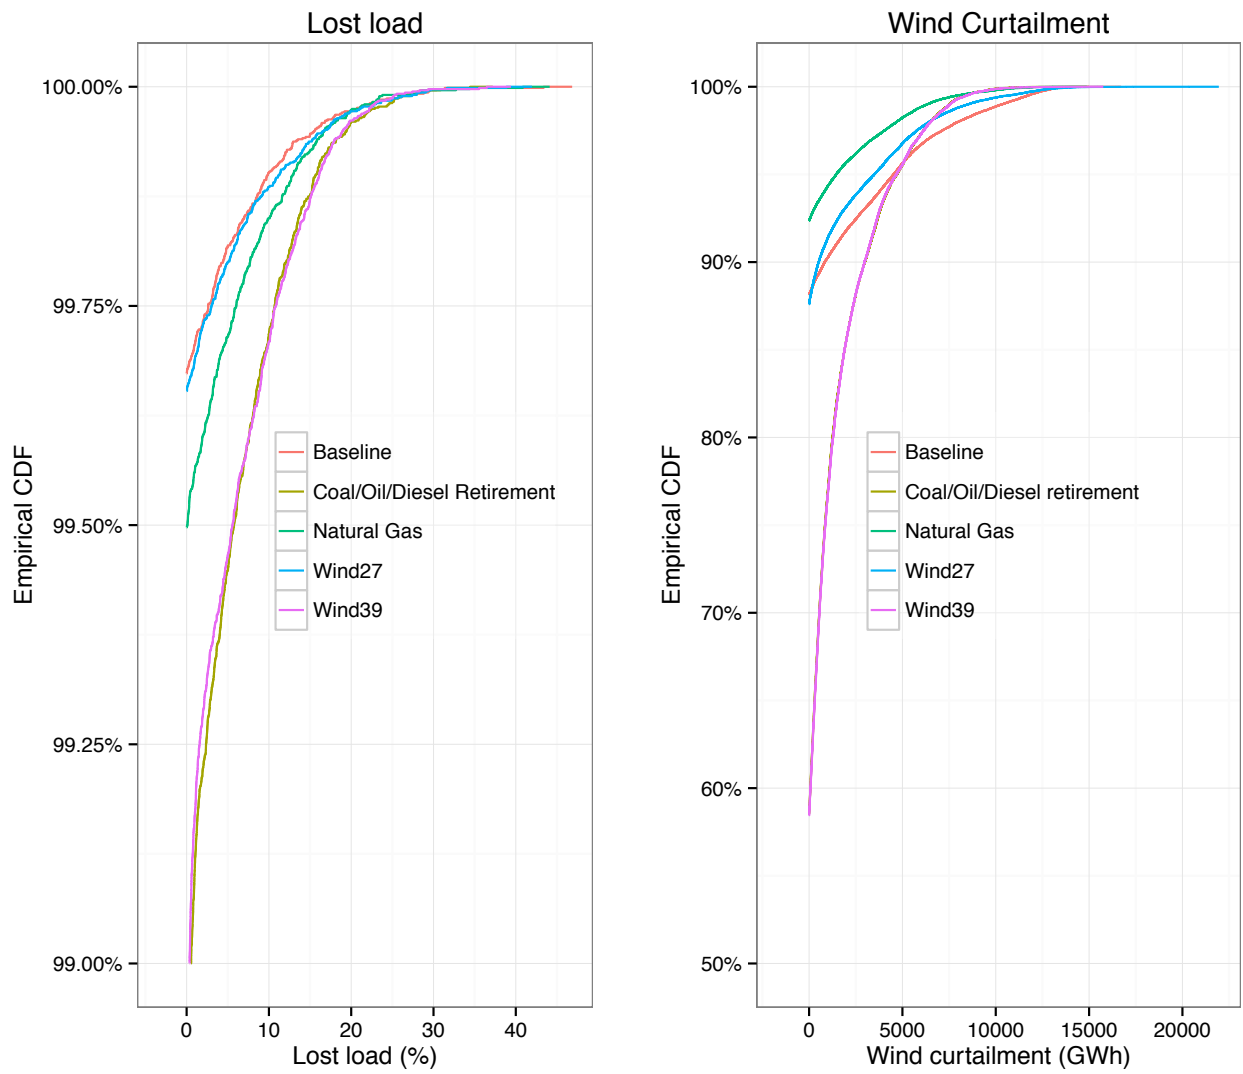 Lost load
100.00%
99.75%
99.50%
99.25%
99.00%
Empirical CDF
Baseline
Coal/Oil/Diesel Retirement
Natural Gas
Wind27
Wind39
0 10 20 30 40
Lost load (%)
Wind Curtailment
100%
90%
80%
70%
60%
50%
Empirical CDF
Baseline
Coal/Oil/Diesel retirement
Natural Gas
Wind27
Wind39
0 5000 10000 15000 20000
Wind curtailment (GWh)